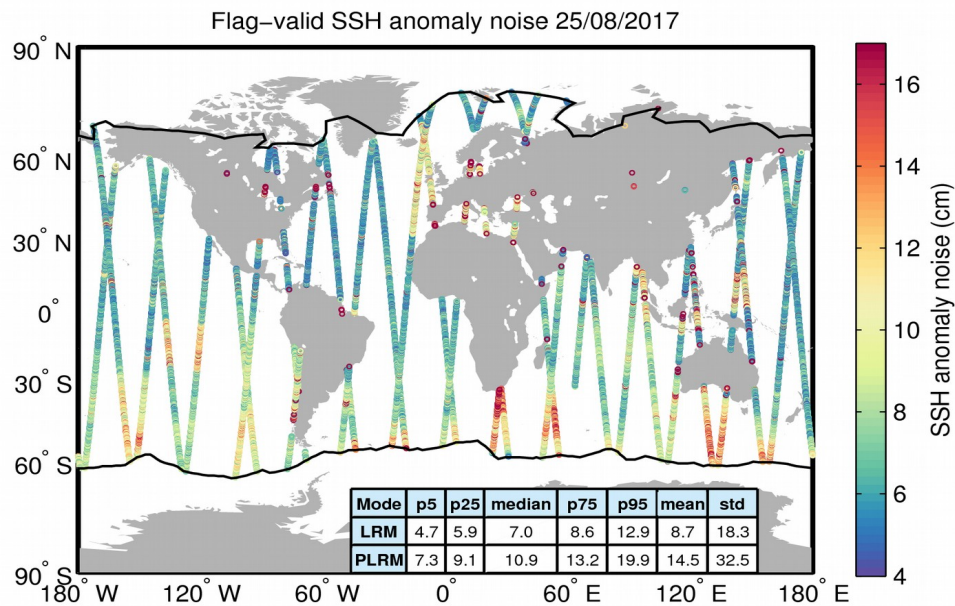 Flag−valid SSH anomaly noise 25/08/2017
90° N
60° N
30° N
0°
30° S
60° S
90° S
180° W
120° W
60° W
0°
60° E
120° E
180° E
Mode p5 p25 median p75 p95 mean std
LRM 4.7 5.9 7.0 8.6 12.9 8.7 18.3
PLRM 7.3 9.1 10.9 13.2 19.9 14.5 32.5
16
14
12
10
8
6
4
SSH anomaly noise (cm)